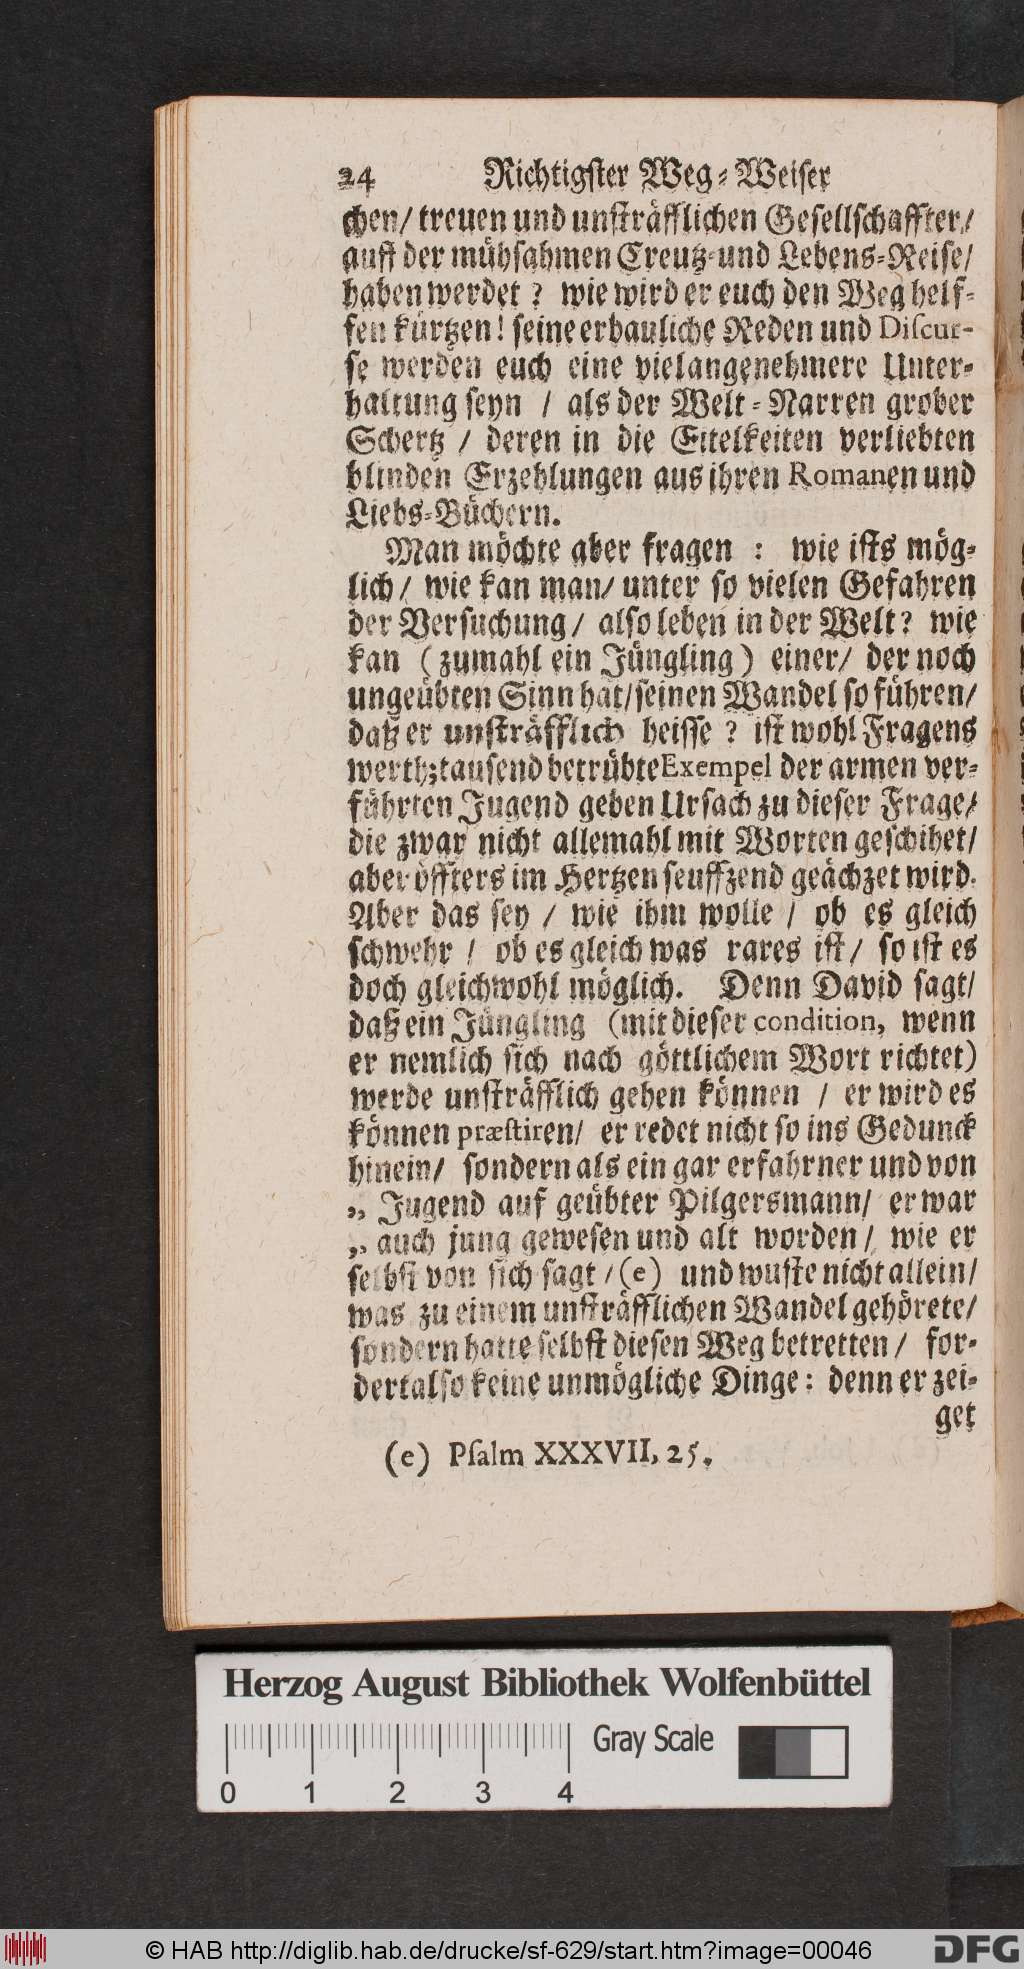 24 Richtigſter Weg-Weiſer
chen/ treuen und unſträfflichen Geſellſchaffter/
auff der mühſahmen Creutz-und Lebens-Reiſe/
haben werdet ? wie wird er euch den Weg helf-
fen kürtzen! ſeine erbauliche Reden und Diſcur-
ſe werden euch eine vielangenehmere Unter-
haltung ſeyn / als der Welt-Narren grober
Schertz / deren in die Eitelkeiten verliebten
blinden Erzehlungen aus ihren Romanen und
Liebs-Büchern.
Man möchte aber fragen : wie iſts mög-
lich/ wie kan man/ unter ſo vielen Gefahren
der Verſuchung/ alſo leben in der Welt? wie
kan (zumahl ein Jüngling) einer/ der noch
ungeübten Sinn hat/ſeinen Wandel ſo führen/
daß er unſträfflich heiſſe ? iſt wohl Fragens
werth; tauſend betrübte Exempel der armen ver-
führten Jugend geben Urſach zu dieſer Frage/
die zwar nicht allemahl mit Worten geſchihet/
aber öffters im Hertzen ſeuffzend geächzet wird.
Aber das ſey / wie ihm wolle / ob es gleich
ſchwehr / ob es gleich was rares iſt/ ſo iſt es
doch gleichwohl möglich. Denn David ſagt/
daß ein Jüngling (mit dieſer condition, wenn
er nemlich ſich nach göttlichem Wort richtet)
werde unſträfflich gehen können / er wird es
können præſtiren/ er redet nicht ſo ins Gedunck
hinein/ ſondern als ein gar erfahrner und von
„ Jugend auf geübter Pilgersmann/ er war
„ auch jung geweſen und alt worden/ wie er
ſelbſt von ſich ſagt /(e) und wuſte nicht allein/
was zu einem unſträfflichen Wandel gehörete/
ſondern hatte ſelbſt dieſen Weg betretten/ for-
dert alſo keine unmögliche Dinge: denn er zei-
get
(e) Pſalm XXXVII, 25.
Herzog August Bibliothek Wolfenbüttel
Gray Scale
0 1 2 3 4
© HAB http://diglib.hab.de/drucke/sf-629/start.htm?image=00046
DFG